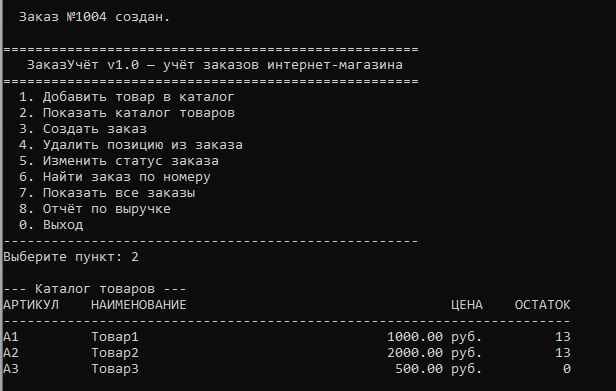 Заказ №1004 создан.
====================================================
ЗаказУчёт v1.0 — учёт заказов интернет-магазина
====================================================
1. Добавить товар в каталог
2. Показать каталог товаров
3. Создать заказ
4. Удалить позицию из заказа
5. Изменить статус заказа
6. Найти заказ по номеру
7. Показать все заказы
8. Отчёт по выручке
0. Выход
----------------------------------------------------
Выберите пункт: 2
--- Каталог товаров ---
АРТИКУЛ НАИМЕНОВАНИЕ ЦЕНА ОСТАТОК
-----------------------------------------------------------------------
A1 Товар1 1000.00 руб. 13
A2 Товар2 2000.00 руб. 13
A3 Товар3 500.00 руб. 0